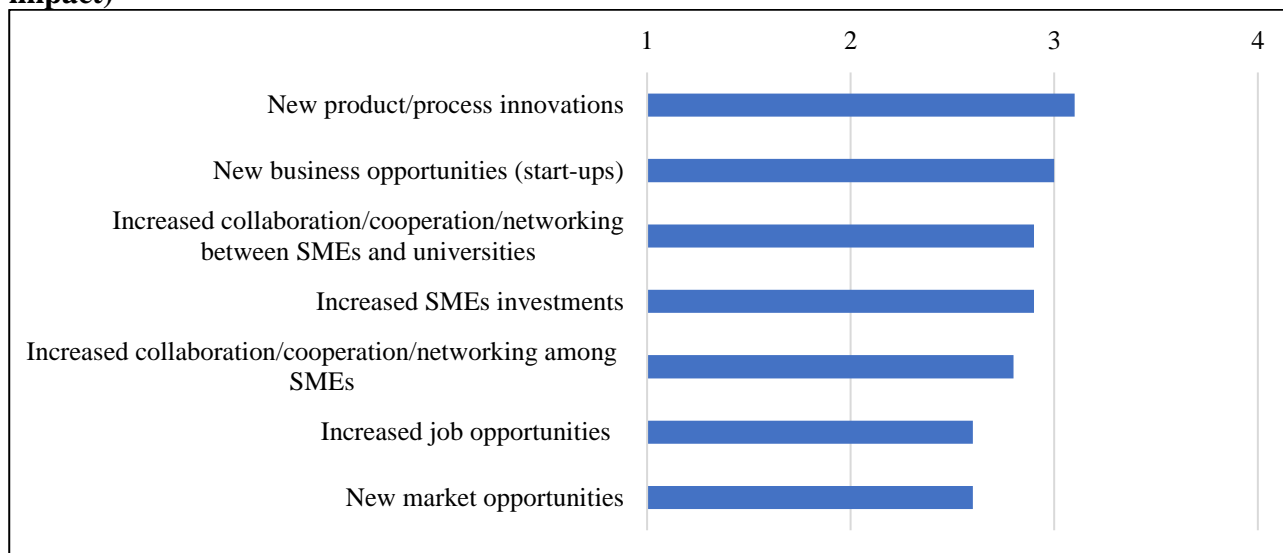 impact)
1 2 3 4
New product/process innovations
New business opportunities (start-ups)
Increased collaboration/cooperation/networking
between SMEs and universities
Increased SMEs investments
Increased collaboration/cooperation/networking among
SMEs
Increased job opportunities
New market opportunities